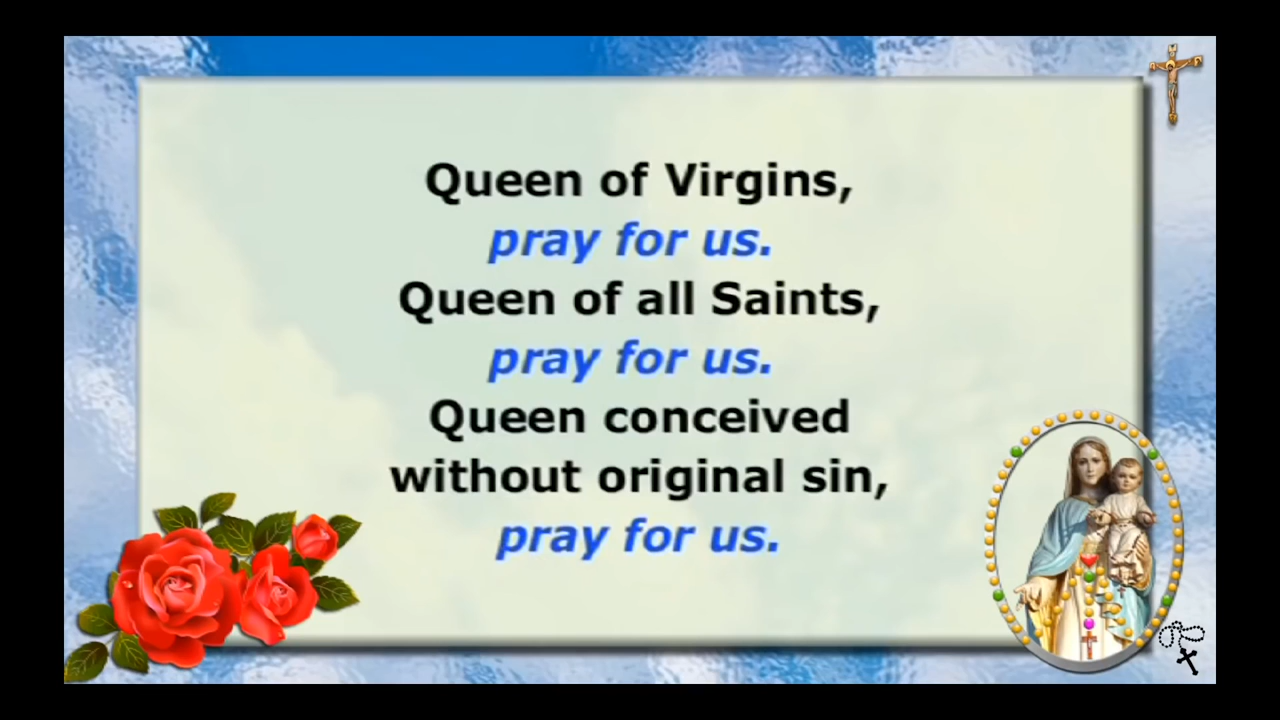 Queen of Virgins,
pray for us.
Queen of all Saints,
pray for us.
Queen conceived
without original sin,
pray for us.